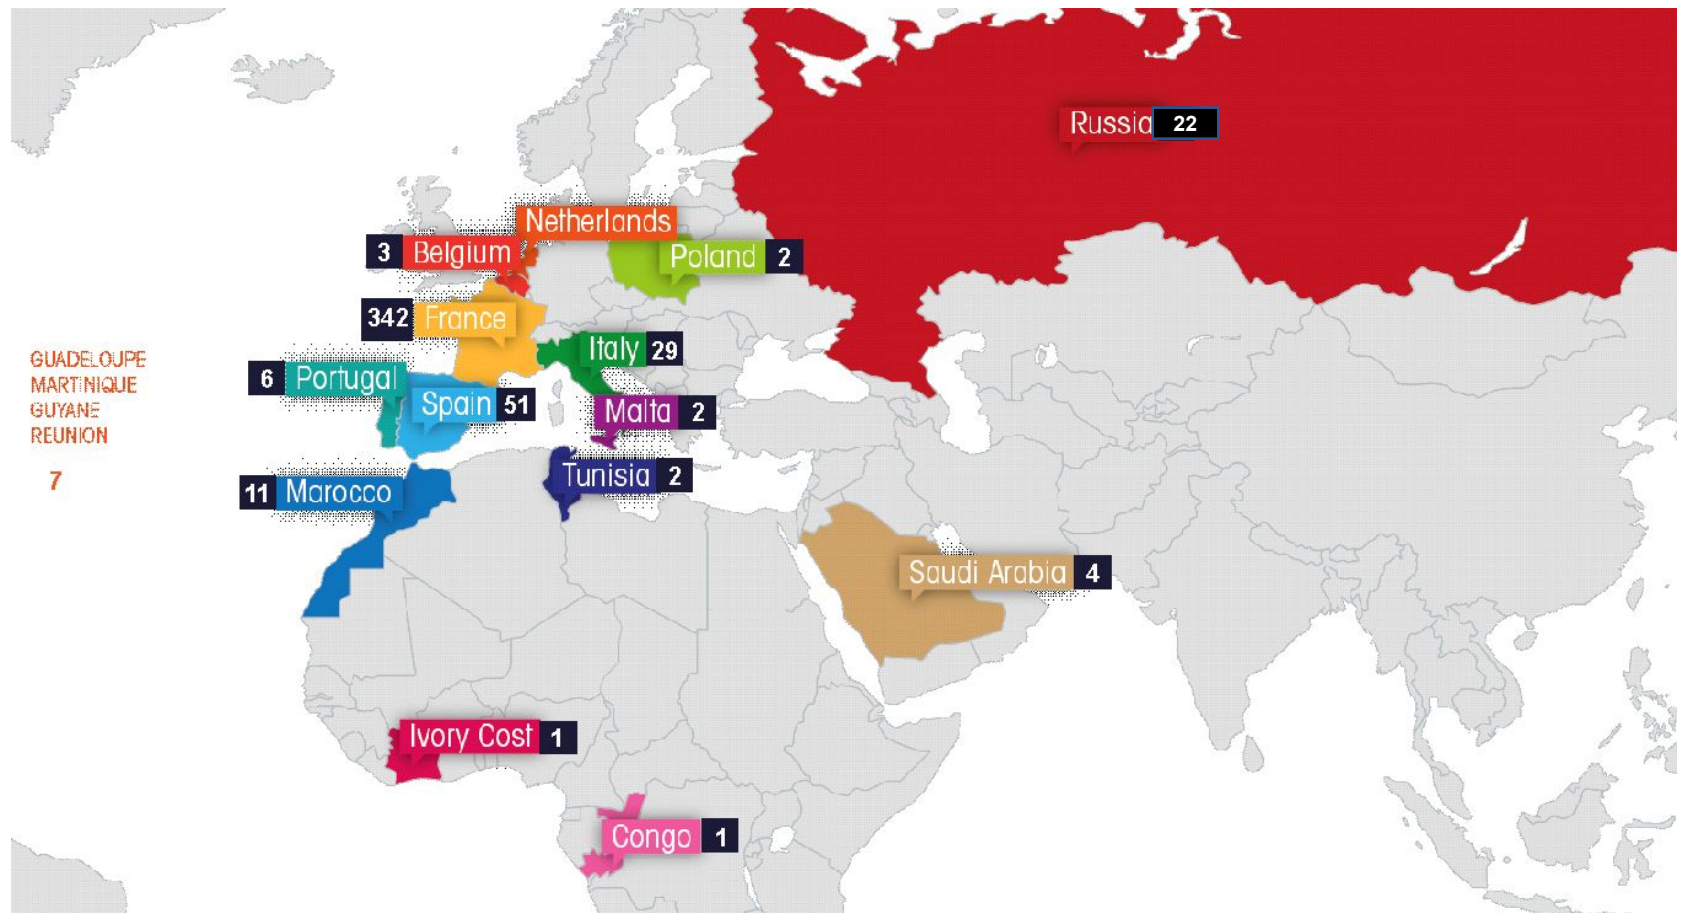 Russia 22
Netherlands
3 Belgium
Poland 2
342 France
Italy 29
GUADELOUPE
MARTINIQUE
GUYANE
REUNION
7
6 Portugal
Spain 51
Malta 2
Tunisia 2
11 Marocco
Saudi Arabia 4
Ivory Cost 1
Congo 1